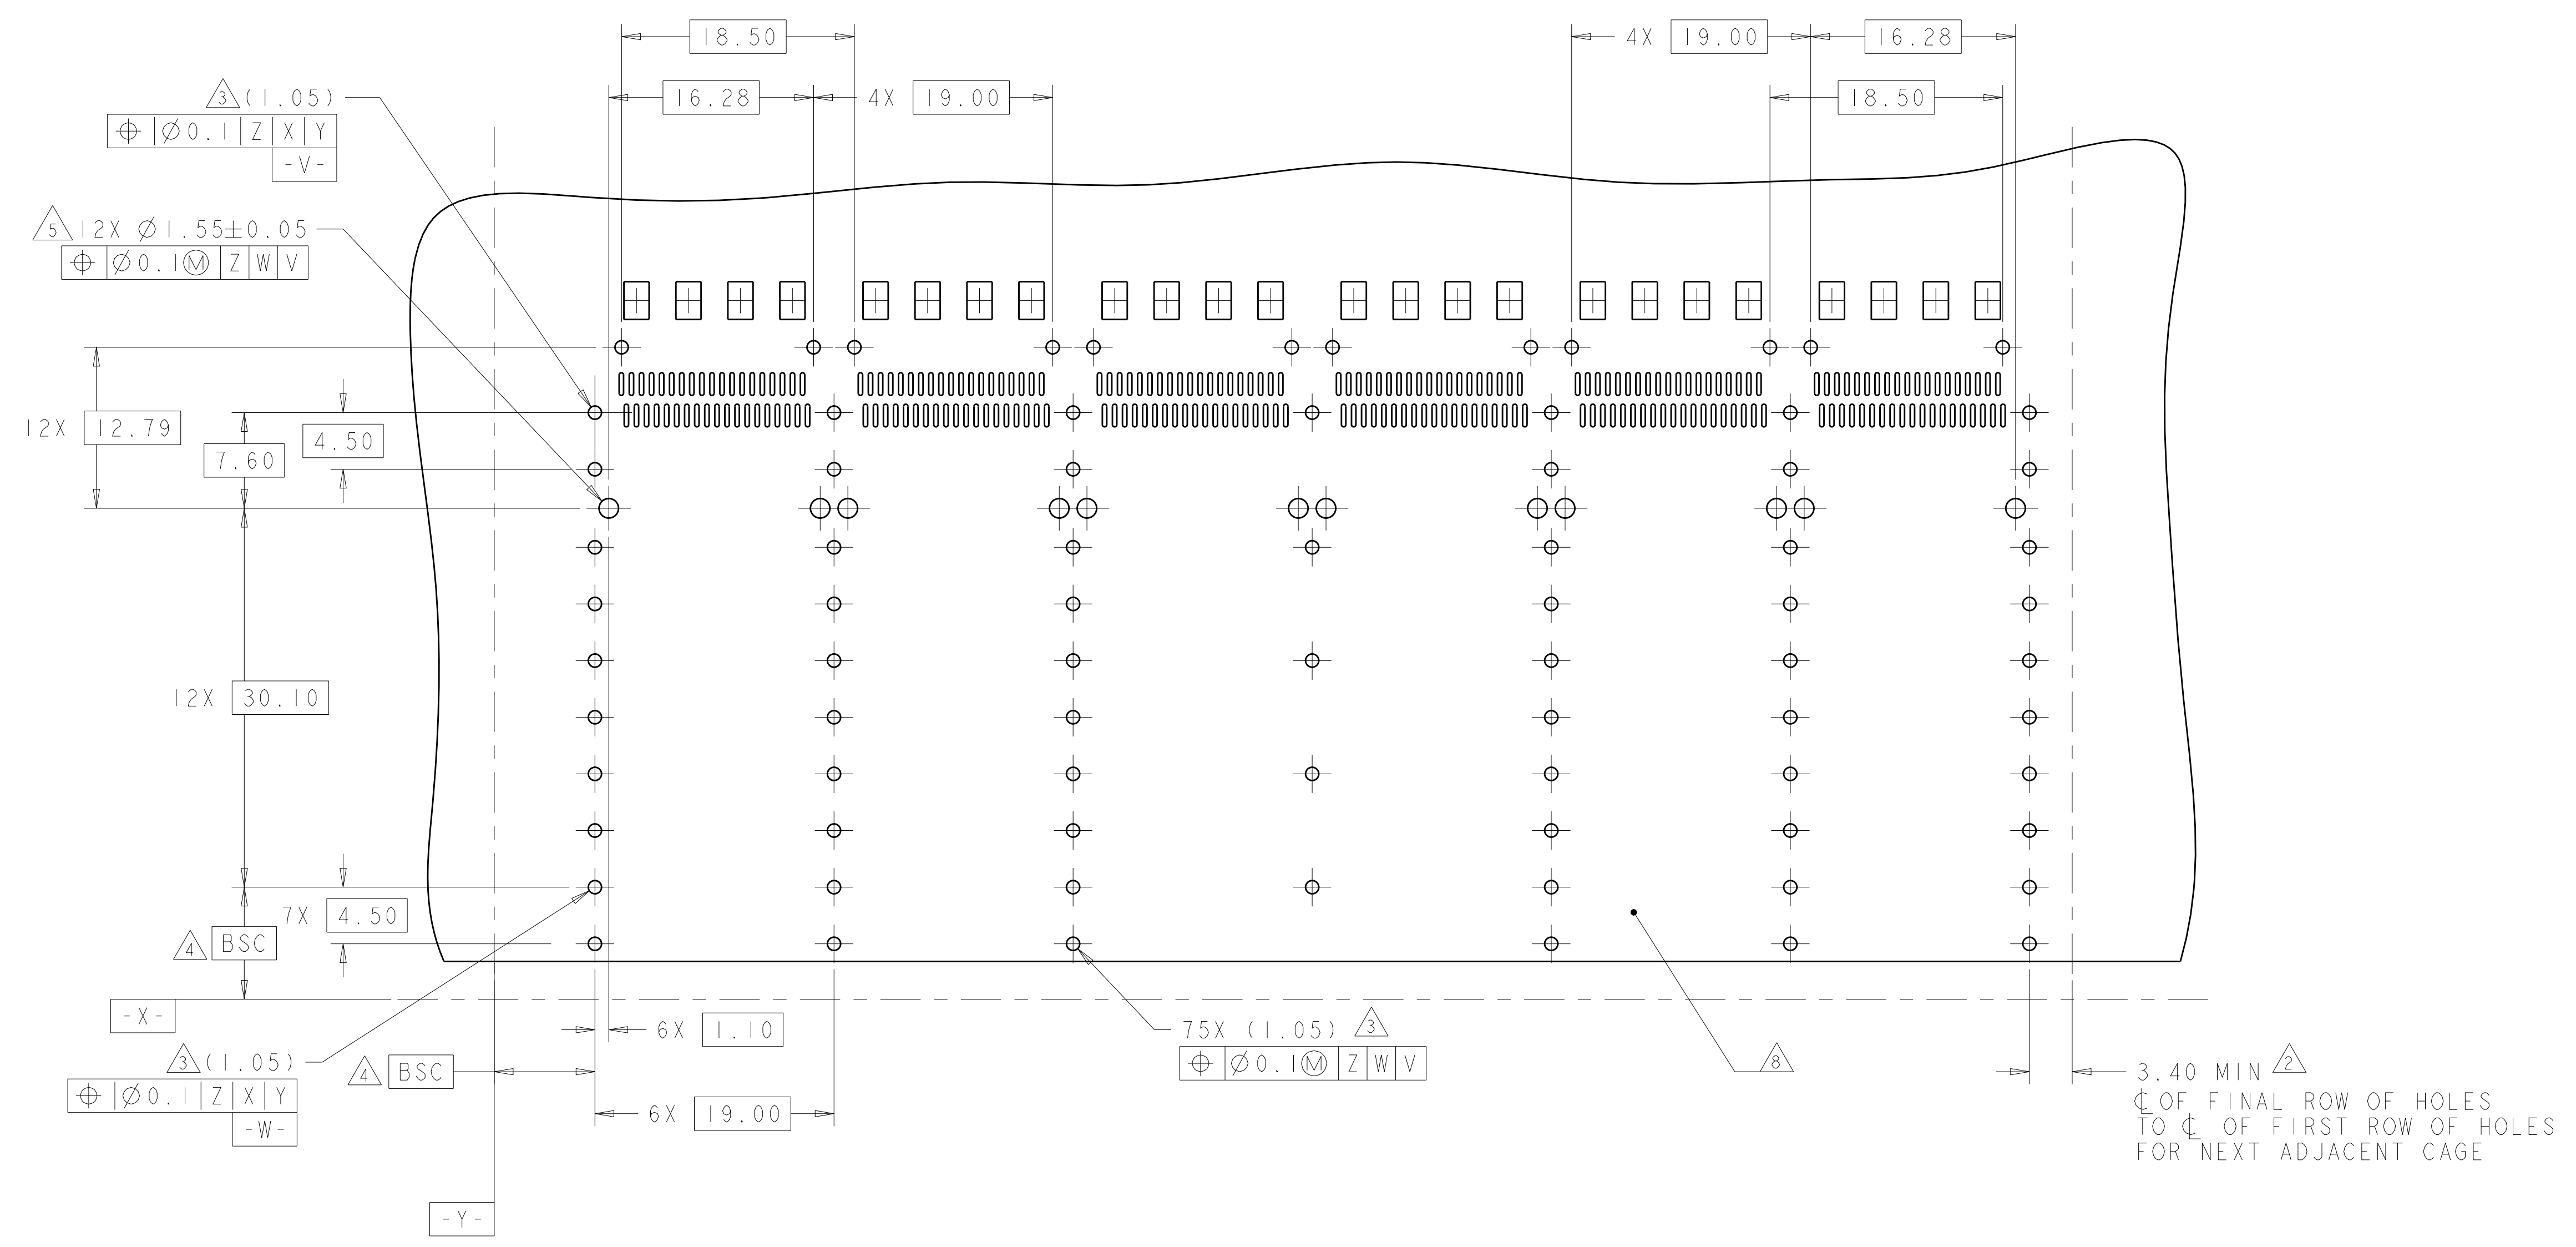 18.50
4X 19.00
16.28
16.28
4X 19.00
18.50
3 (1.05)
⌖ Ø0.1 Z X Y
-V-
5 12X Ø1.55±0.05
⌖ Ø0.1Ⓜ Z W V
12X 12.79
4.50
7.60
12X 30.10
7X 4.50
4 BSC
-X-
6X 1.10
75X (1.05) 3
⌖ Ø0.1Ⓜ Z W V
8
3 (1.05)
⌖ Ø0.1 Z X Y
-W-
4 BSC
6X 19.00
3.40 MIN 2
℄ OF FINAL ROW OF HOLES
TO ℄ OF FIRST ROW OF HOLES
FOR NEXT ADJACENT CAGE
-Y-